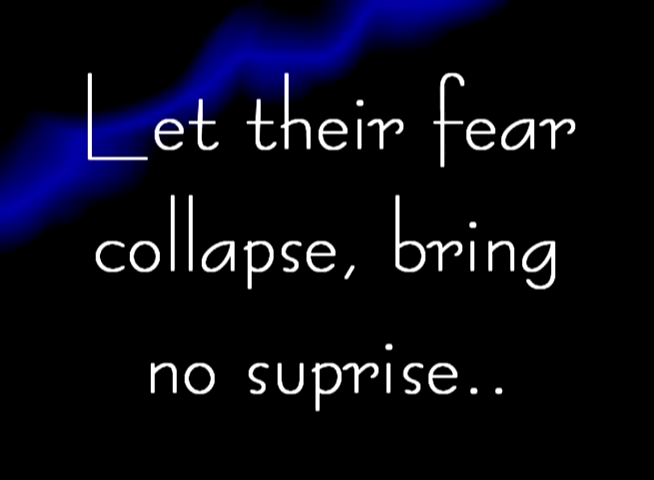 Let their fear
collapse, bring
no suprise..